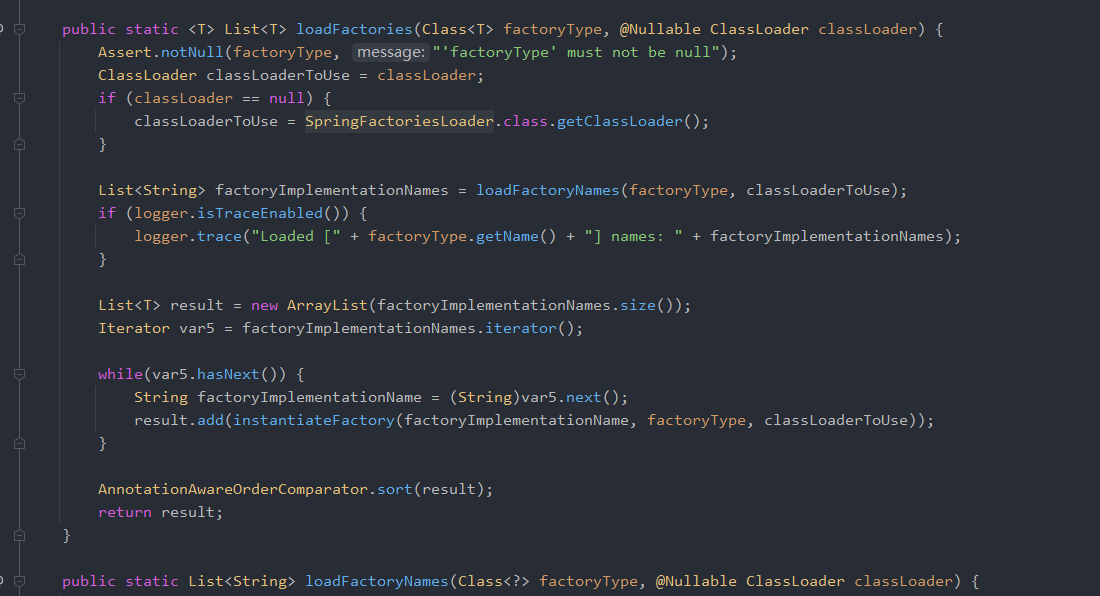 public static <T> List<T> loadFactories(Class<T> factoryType, @Nullable ClassLoader classLoader) {
Assert.notNull(factoryType, message: "'factoryType' must not be null");
ClassLoader classLoaderToUse = classLoader;
if (classLoader == null) {
classLoaderToUse = SpringFactoriesLoader.class.getClassLoader();
}
List<String> factoryImplementationNames = loadFactoryNames(factoryType, classLoaderToUse);
if (logger.isTraceEnabled()) {
logger.trace("Loaded [" + factoryType.getName() + "] names: " + factoryImplementationNames);
}
List<T> result = new ArrayList(factoryImplementationNames.size());
Iterator var5 = factoryImplementationNames.iterator();
while(var5.hasNext()) {
String factoryImplementationName = (String)var5.next();
result.add(instantiateFactory(factoryImplementationName, factoryType, classLoaderToUse));
}
AnnotationAwareOrderComparator.sort(result);
return result;
}
public static List<String> loadFactoryNames(Class<?> factoryType, @Nullable ClassLoader classLoader) {